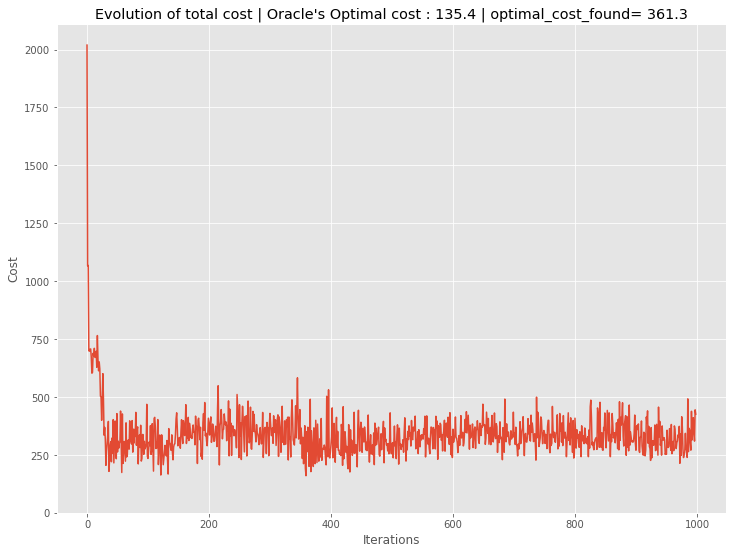 Evolution of total cost | Oracle's Optimal cost : 135.4 | optimal_cost_found= 361.3
2000
1750
1500
1250
1000
750
500
250
0
Cost
0 200 400 600 800 1000
Iterations